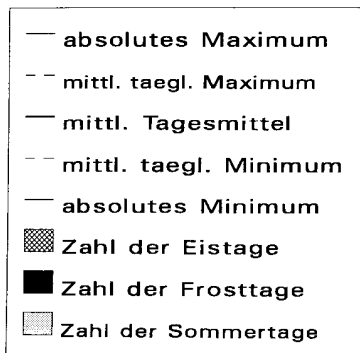 absolutes Maximum
mittl. taegl. Maximum
mittl. Tagesmittel
mittl. taegl. Minimum
absolutes Minimum
Zahl der Eistage
Zahl der Frosttage
Zahl der Sommertage